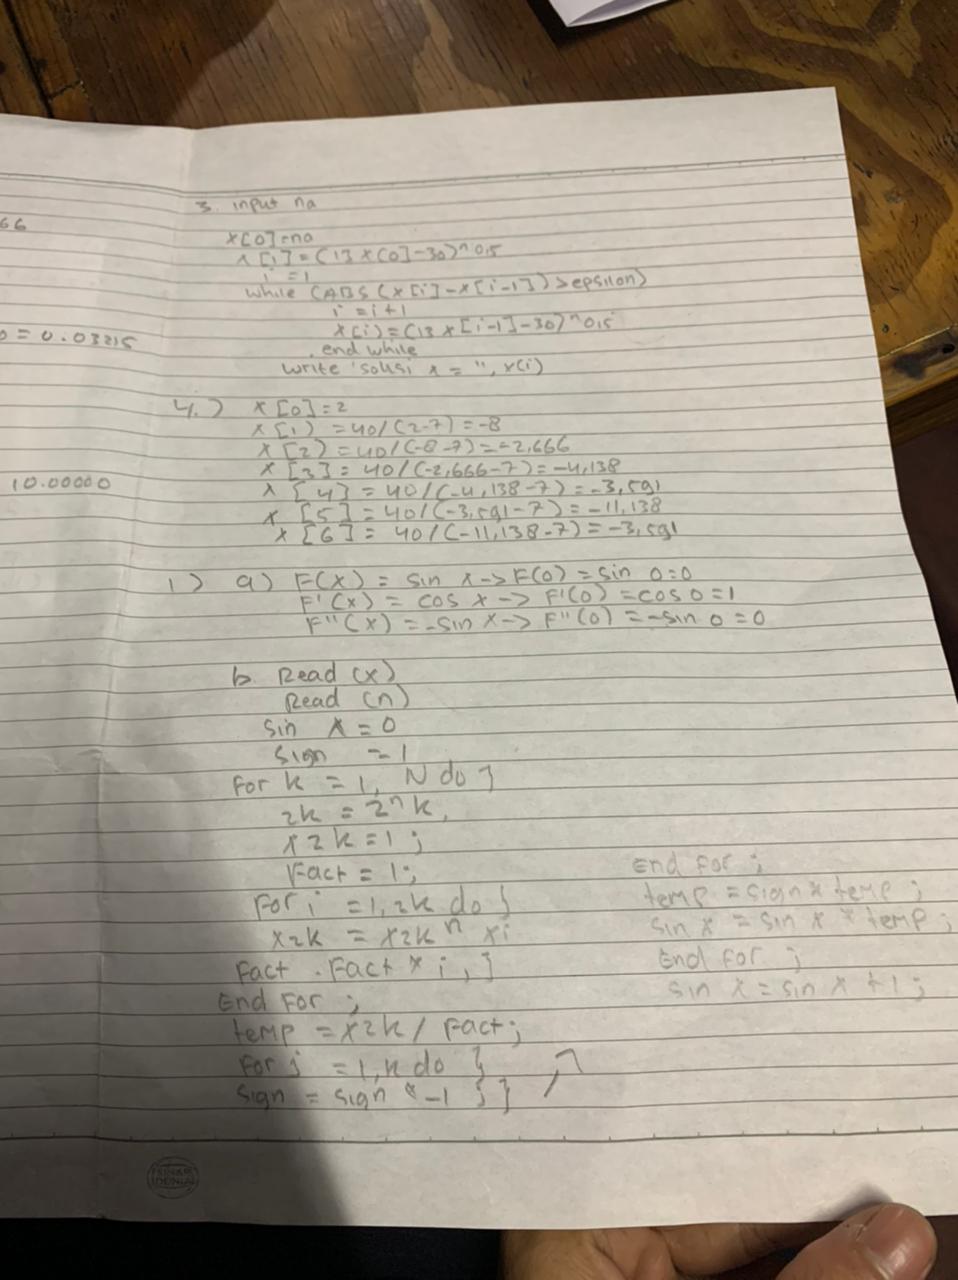 66
0 = 0.03215
10.00000
3. input na
x[0]=no
x[1]=(13x[0]-30)^0,5
i=1
while (ABS(x[i]-x[i-1])>epsilon)
i=i+1
x(i)=(13x[i-1]-30)^0,5
end while
write 'solusi x = ", x(i)
4.) x[0]=2
x[1) =40/(2-7)=-8
x[2)=40/(-8-7)=-2,666
x[3]=40/(-2,666-7)=-4,138
x[4]=40/(-4,138-7)=-3,591
x[5]=40/(-3,591-7)=-11,138
x[6]= 40/(-11,138-7)=-3,591
1) a) F(x) = sin x->F(0)=sin 0=0
F'(x) = cos x-> F'(0)=cos 0=1
F''(x)=-sin x-> F''(0) =-sin 0 =0
b. Read (x)
Read (n)
sin x=0
sign =1
For k = 1, N do }
2k = 2^k,
x2k=1;
Fact = 1;
For i =1,2k do }
x2k = x2k^ xi
Fact . Fact * i, }
End For ;
temp =x2k/ Fact;
For j =1,k do }
sign = sign * -1 } }
End For ;
temp =sign*temp;
sin x=sin x * temp;
End For ;
sin x=sin x +1;
SINAR
DUNIA